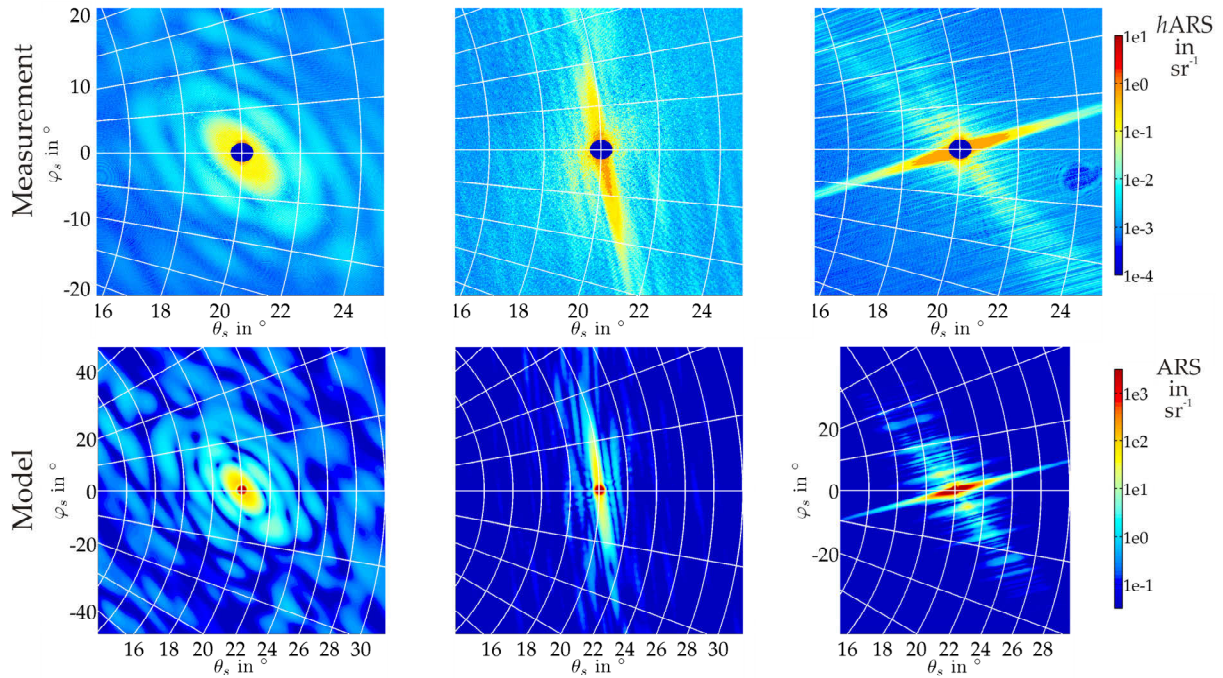 Measurement
φs in °
20
10
0
-10
-20
16 18 20 22 24
θs in °
16 18 20 22 24
θs in °
16 18 20 22 24
θs in °
hARS
in
sr-1
1e1
1e0
1e-1
1e-2
1e-3
1e-4
Model
φs in °
40
20
0
-20
-40
16 18 20 22 24 26 28 30
θs in °
16 18 20 22 24 26 28 30
θs in °
φs in °
20
0
-20
16 18 20 22 24 26 28
θs in °
ARS
in
sr-1
1e3
1e2
1e1
1e0
1e-1